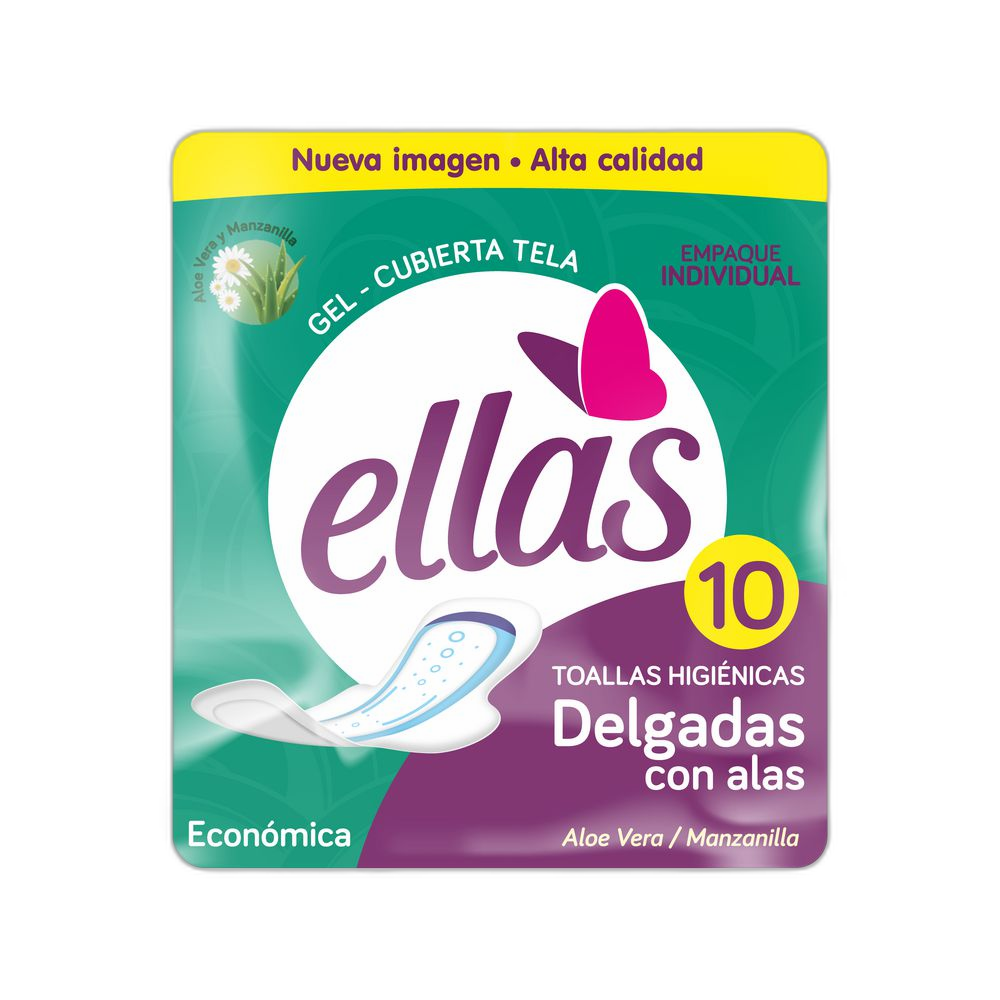 Nueva imagen • Alta calidad
Aloe Vera y Manzanilla
GEL - CUBIERTA TELA
EMPAQUE
INDIVIDUAL
ellas
10
TOALLAS HIGIÉNICAS
Delgadas
con alas
Económica
Aloe Vera / Manzanilla